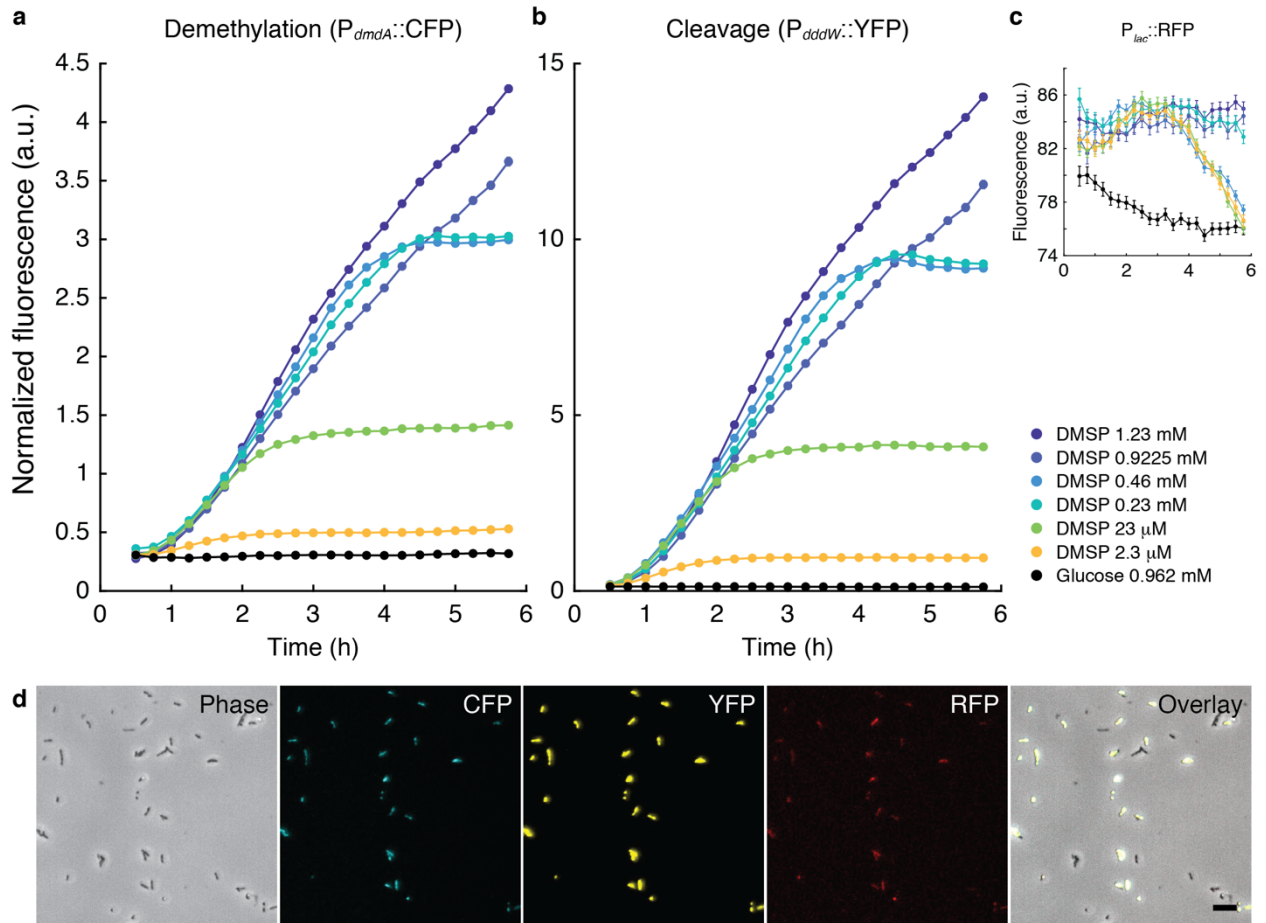 a
Demethylation (PdmdA::CFP)
Normalized fluorescence (a.u.)
4.5
4
3.5
3
2.5
2
1.5
1
0.5
0
0 1 2 3 4 5 6
Time (h)
b
Cleavage (PdddW::YFP)
15
10
5
0
0 1 2 3 4 5 6
Time (h)
c
Plac::RFP
Fluorescence (a.u.)
86
82
78
74
0 2 4 6
DMSP 1.23 mM
DMSP 0.9225 mM
DMSP 0.46 mM
DMSP 0.23 mM
DMSP 23 μM
DMSP 2.3 μM
Glucose 0.962 mM
d
Phase
CFP
YFP
RFP
Overlay